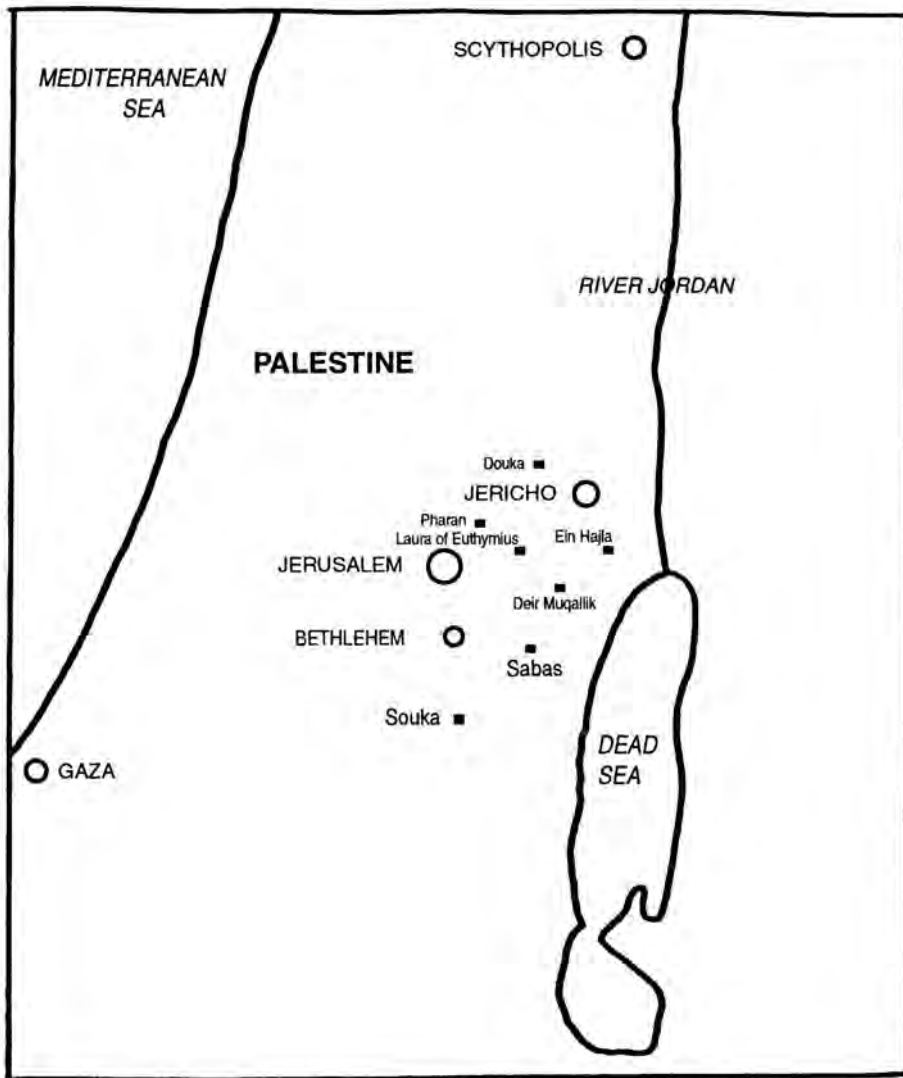 SCYTHOPOLIS
MEDITERRANEAN
SEA
RIVER JORDAN
PALESTINE
Douka
JERICHO
Pharan
Laura of Euthymius
Ein Hajla
JERUSALEM
Deir Muqallik
BETHLEHEM
Sabas
Souka
DEAD
SEA
GAZA